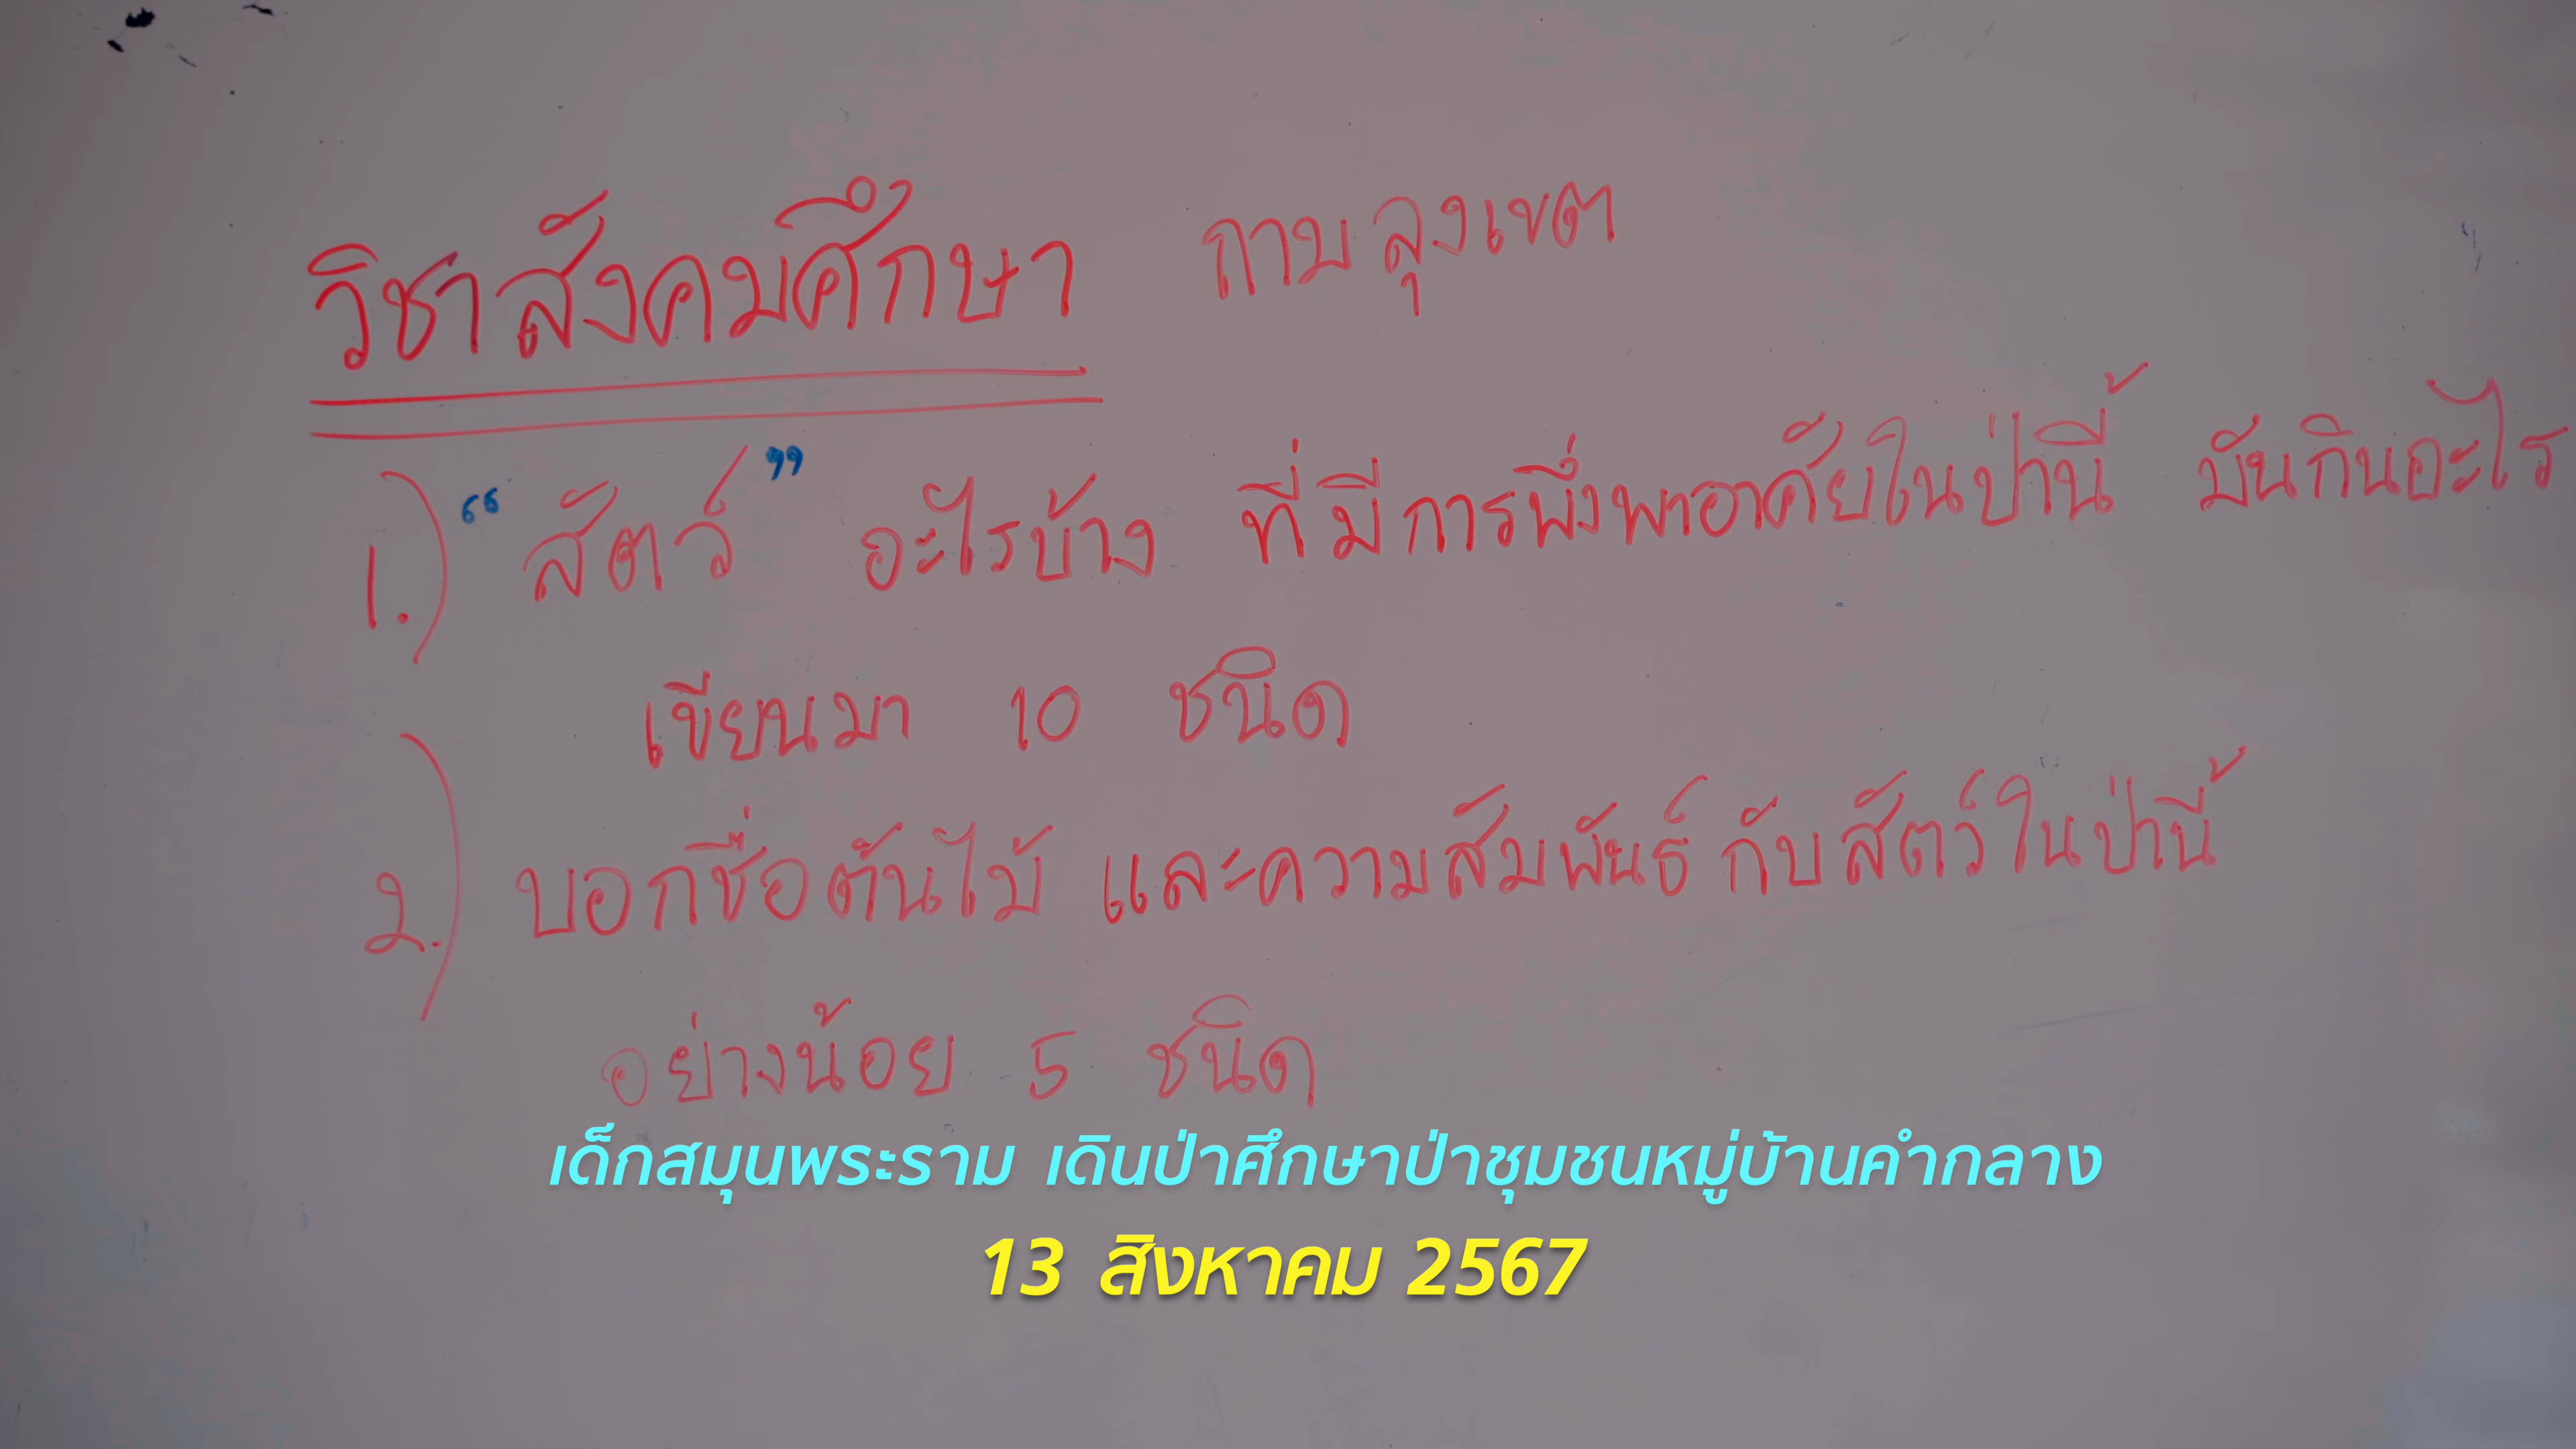 วิชาสังคมศึกษา ถามลุงเขต
1.) “สัตว์” อะไรบ้าง ที่มีการพึ่งพาอาศัยในป่านี้ มันกินอะไร
เขียนมา 10 ชนิด
2.) บอกชื่อต้นไม้ และความสัมพันธ์ กับสัตว์ในป่านี้
อย่างน้อย 5 ชนิด
เด็กสมุนพระราม เดินป่าศึกษาป่าชุมชนหมู่บ้านคำกลาง
13 สิงหาคม 2567